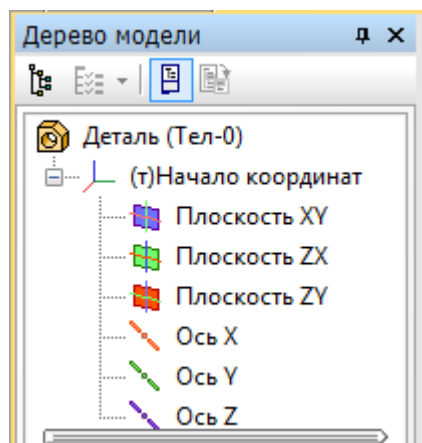 Дерево модели
Деталь (Тел-0)
(т)Начало координат
Плоскость XY
Плоскость ZX
Плоскость ZY
Ось X
Ось Y
Ось Z